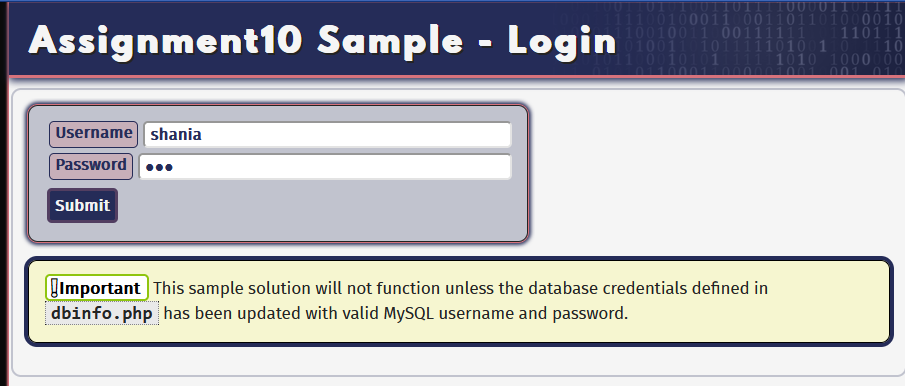 Assignment10 Sample - Login
Username shania
Password •••
Submit
Important This sample solution will not function unless the database credentials defined in
dbinfo.php has been updated with valid MySQL username and password.